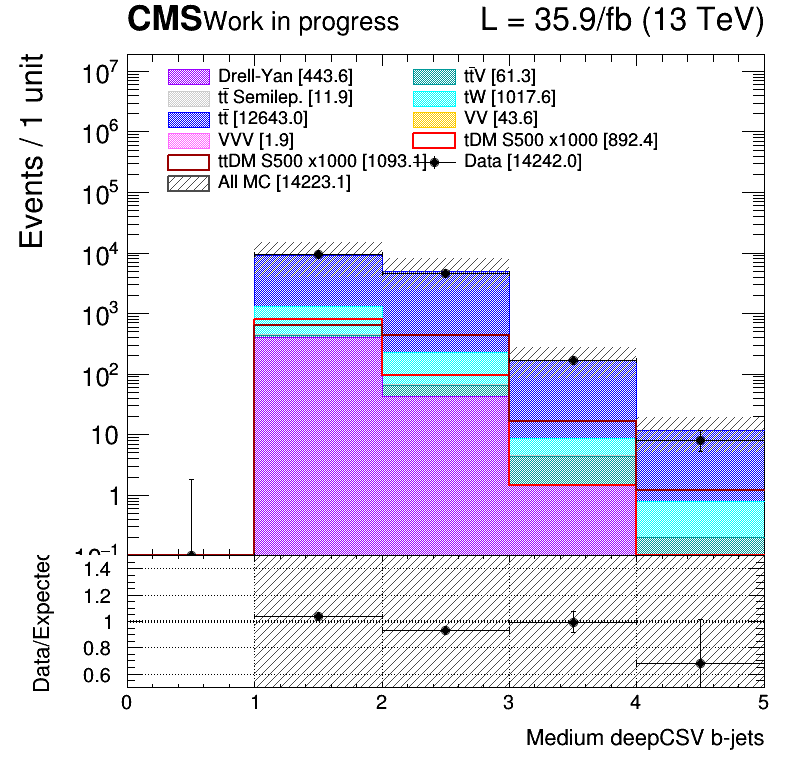 CMS Work in progress L = 35.9/fb (13 TeV)
Events / 1 unit
Drell-Yan [443.6] tt̄V [61.3]
tt̄ Semilep. [11.9] tW [1017.6]
tt̄ [12643.0] VV [43.6]
VVV [1.9] tDM S500 x1000 [892.4]
ttDM S500 x1000 [1093.1] Data [14242.0]
All MC [14223.1]
10⁷
10⁶
10⁵
10⁴
10³
10²
10
1
10⁻¹
Data/Expected
1.4
1.2
1
0.8
0.6
0 1 2 3 4 5
Medium deepCSV b-jets